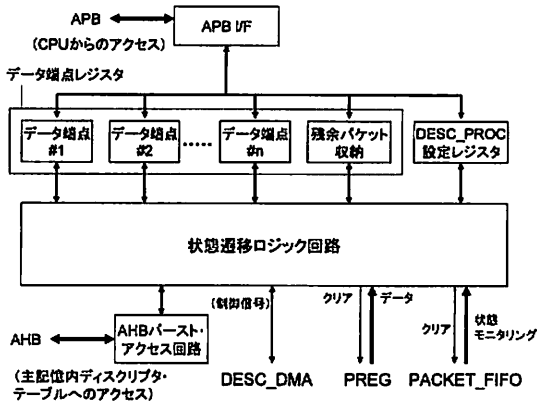 APB
APB I/F
(CPUからのアクセス)
データ端点レジスタ
データ端点
#1
データ端点
#2
……
データ端点
#n
残余パケット
収納
DESC_PROC
設定レジスタ
状態遷移ロジック回路
(制御信号)
クリア
データ
クリア
状態
モニタリング
AHB
AHBバースト・
アクセス回路
(主記憶内ディスクリプタ・
テーブルへのアクセス)
DESC_DMA
PREG
PACKET_FIFO